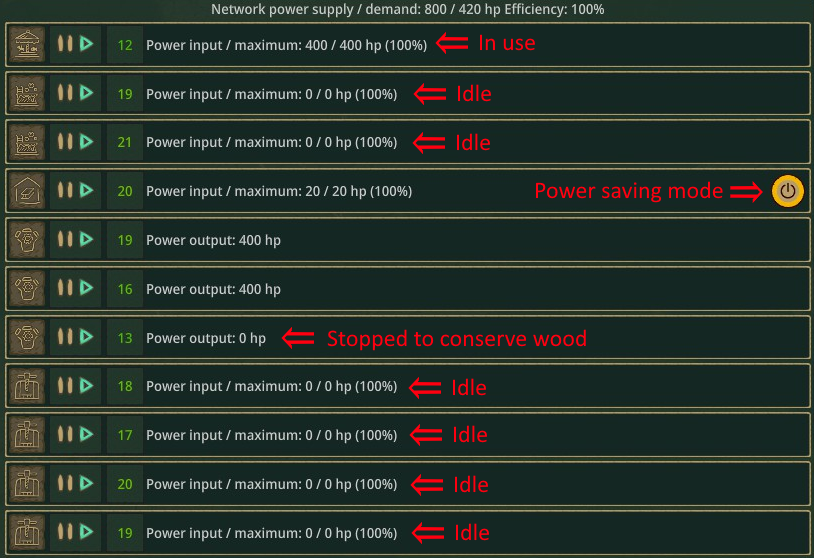 Network power supply / demand: 800 / 420 hp Efficiency: 100%
12 Power input / maximum: 400 / 400 hp (100%) In use
19 Power input / maximum: 0 / 0 hp (100%) Idle
21 Power input / maximum: 0 / 0 hp (100%) Idle
20 Power input / maximum: 20 / 20 hp (100%) Power saving mode
19 Power output: 400 hp
16 Power output: 400 hp
13 Power output: 0 hp Stopped to conserve wood
18 Power input / maximum: 0 / 0 hp (100%) Idle
17 Power input / maximum: 0 / 0 hp (100%) Idle
20 Power input / maximum: 0 / 0 hp (100%) Idle
19 Power input / maximum: 0 / 0 hp (100%) Idle